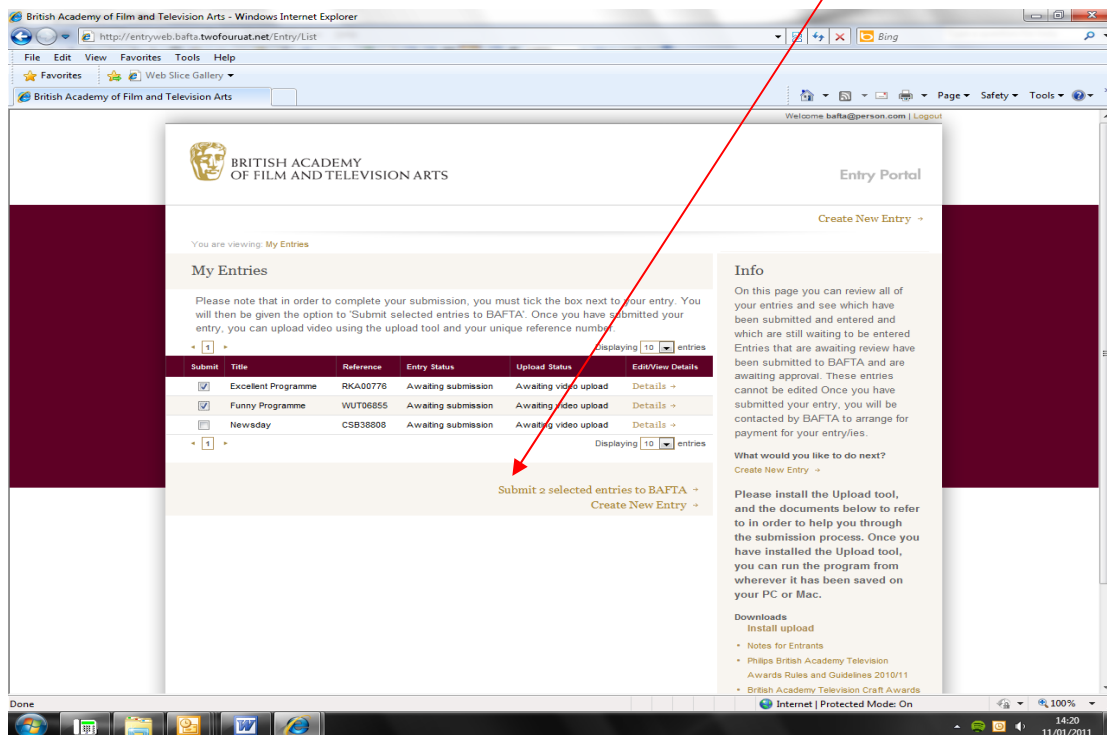 British Academy of Film and Television Arts - Windows Internet Explorer
http://entryweb.bafta.twofouruat.net/Entry/List
Bing
File Edit View Favorites Tools Help
Favorites Web Slice Gallery
British Academy of Film and Television Arts
Page Safety Tools
Welcome bafta@person.com | Logout
BRITISH ACADEMY
OF FILM AND TELEVISION ARTS
Entry Portal
Create New Entry
You are viewing: My Entries
My Entries
Please note that in order to complete your submission, you must tick the box next to your entry. You
will then be given the option to 'Submit selected entries to BAFTA'. Once you have submitted your
entry, you can upload video using the upload tool and your unique reference number.
1
Displaying 10 entries
Submit Title Reference Entry Status Upload Status Edit/View Details
Excellent Programme RKA00776 Awaiting submission Awaiting video upload Details
Funny Programme WUT06855 Awaiting submission Awaiting video upload Details
Newsday CSB38808 Awaiting submission Awaiting video upload Details
1
Displaying 10 entries
Submit 2 selected entries to BAFTA
Create New Entry
Info
On this page you can review all of
your entries and see which have
been submitted and entered and
which are still waiting to be entered
Entries that are awaiting review have
been submitted to BAFTA and are
awaiting approval. These entries
cannot be edited Once you have
submitted your entry, you will be
contacted by BAFTA to arrange for
payment for your entry/ies.
What would you like to do next?
Create New Entry
Please install the Upload tool,
and the documents below to refer
to in order to help you through
the submission process. Once you
have installed the Upload tool,
you can run the program from
wherever it has been saved on
your PC or Mac.
Downloads
Install upload
Notes for Entrants
Philips British Academy Television
Awards Rules and Guidelines 2010/11
British Academy Television Craft Awards
Done
Internet | Protected Mode: On
100%
14:20
11/01/2011